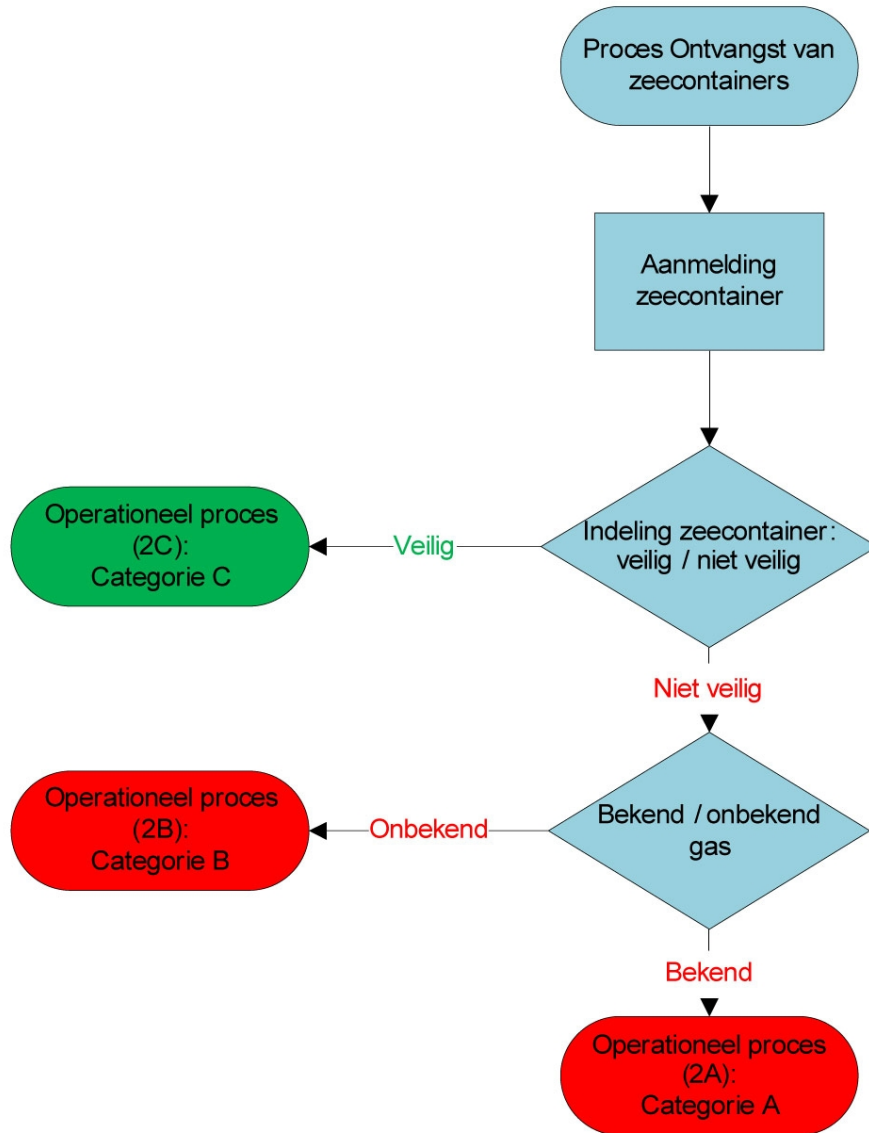 Proces Ontvangst van
zeecontainers
Aanmelding
zeecontainer
Indeling zeecontainer:
veilig / niet veilig
Veilig
Operationeel proces
(2C):
Categorie C
Niet veilig
Bekend / onbekend
gas
Onbekend
Operationeel proces
(2B):
Categorie B
Bekend
Operationeel proces
(2A):
Categorie A